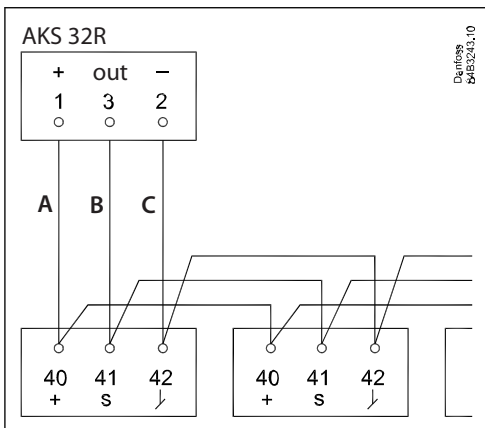 AKS 32R
+ out −
1 3 2
A B C
40 41 42
+ S
40 41 42
+ S
Danfoss
84B3243.10